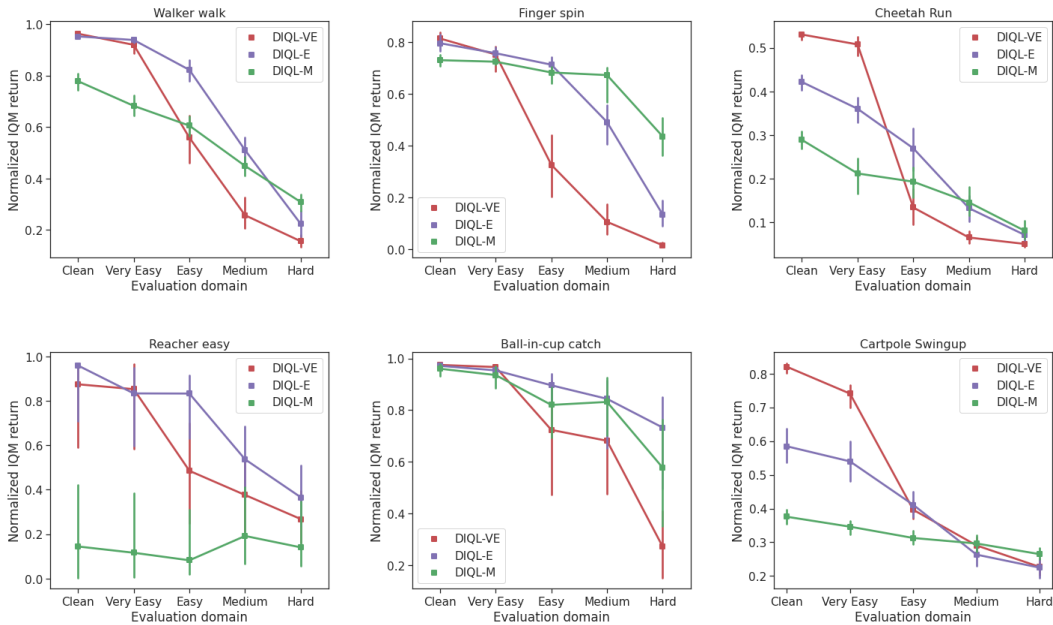 Walker walk
Normalized IQM return
1.0
0.8
0.6
0.4
0.2
DIQL-VE
DIQL-E
DIQL-M
Clean Very Easy Easy Medium Hard
Evaluation domain
Finger spin
Normalized IQM return
0.8
0.6
0.4
0.2
0.0
DIQL-VE
DIQL-E
DIQL-M
Clean Very Easy Easy Medium Hard
Evaluation domain
Cheetah Run
Normalized IQM return
0.5
0.4
0.3
0.2
0.1
DIQL-VE
DIQL-E
DIQL-M
Clean Very Easy Easy Medium Hard
Evaluation domain
Reacher easy
Normalized IQM return
1.0
0.8
0.6
0.4
0.2
0.0
DIQL-VE
DIQL-E
DIQL-M
Clean Very Easy Easy Medium Hard
Evaluation domain
Ball-in-cup catch
Normalized IQM return
1.0
0.8
0.6
0.4
0.2
DIQL-VE
DIQL-E
DIQL-M
Clean Very Easy Easy Medium Hard
Evaluation domain
Cartpole Swingup
Normalized IQM return
0.8
0.7
0.6
0.5
0.4
0.3
0.2
DIQL-VE
DIQL-E
DIQL-M
Clean Very Easy Easy Medium Hard
Evaluation domain